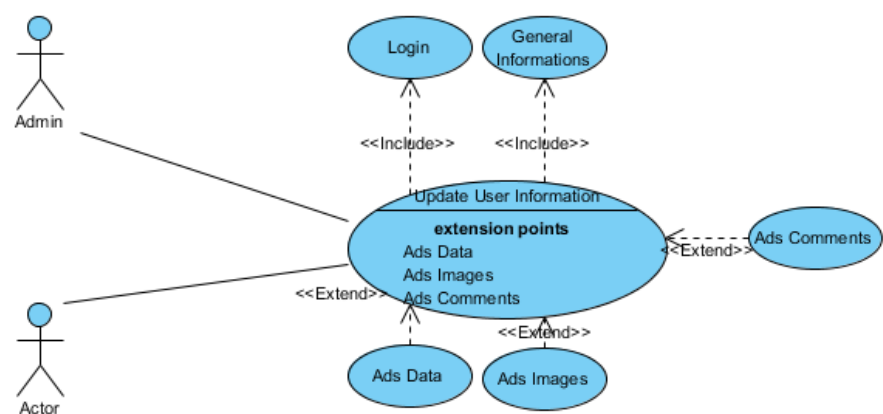 Login
General
Informations
Admin
<<Include>>
<<Include>>
Update User Information
extension points
Ads Data
Ads Images
Ads Comments
Ads Comments
<<Extend>>
<<Extend>>
<<Extend>>
Ads Data
Ads Images
Actor